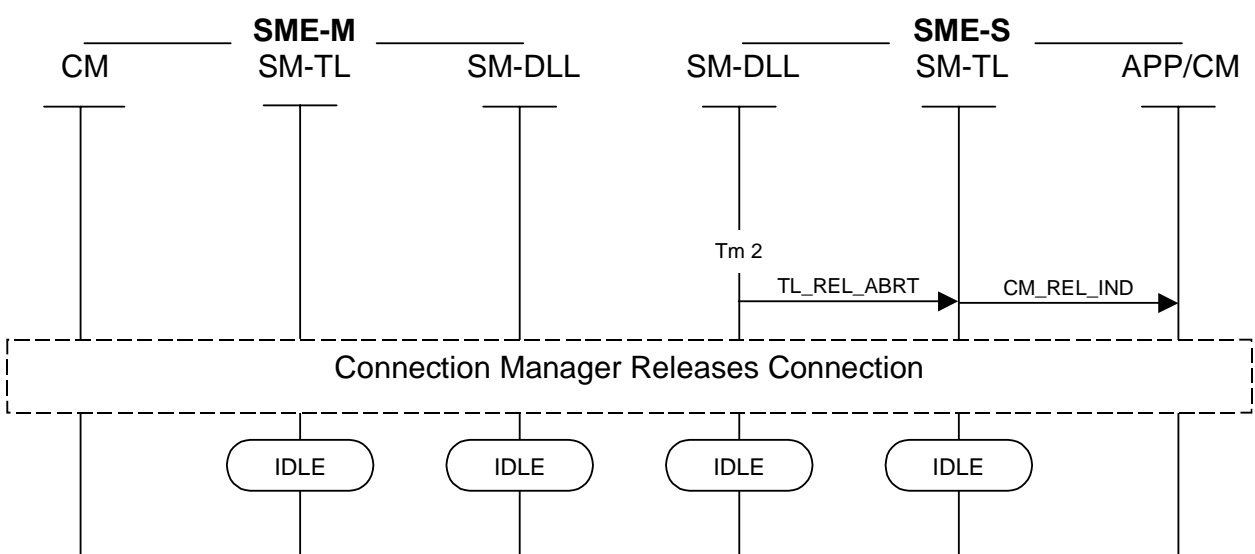 SME-M SME-S
CM SM-TL SM-DLL SM-DLL SM-TL APP/CM
Tm 2
TL_REL_ABRT CM_REL_IND
Connection Manager Releases Connection
IDLE IDLE IDLE IDLE